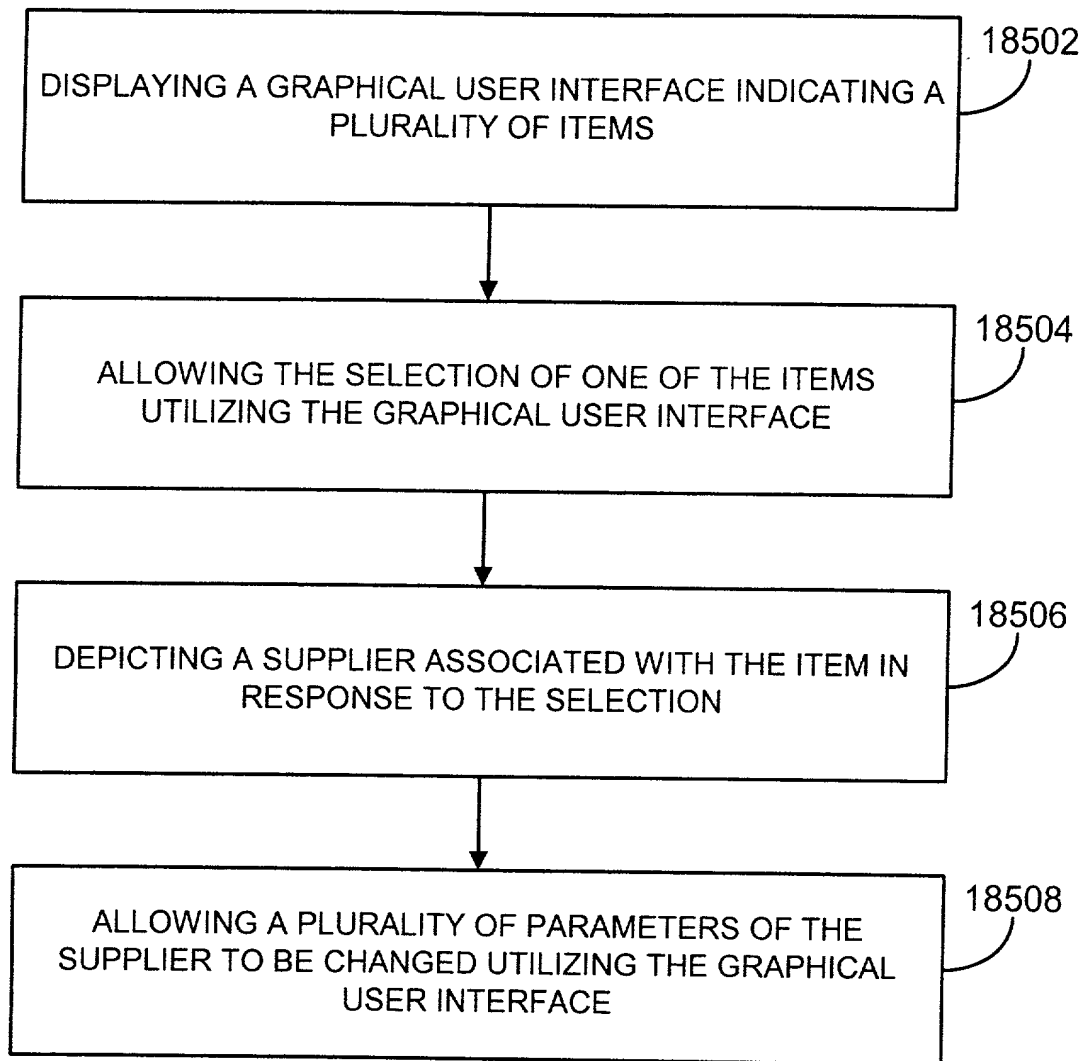 18502
DISPLAYING A GRAPHICAL USER INTERFACE INDICATING A
PLURALITY OF ITEMS
18504
ALLOWING THE SELECTION OF ONE OF THE ITEMS
UTILIZING THE GRAPHICAL USER INTERFACE
18506
DEPICTING A SUPPLIER ASSOCIATED WITH THE ITEM IN
RESPONSE TO THE SELECTION
18508
ALLOWING A PLURALITY OF PARAMETERS OF THE
SUPPLIER TO BE CHANGED UTILIZING THE GRAPHICAL
USER INTERFACE